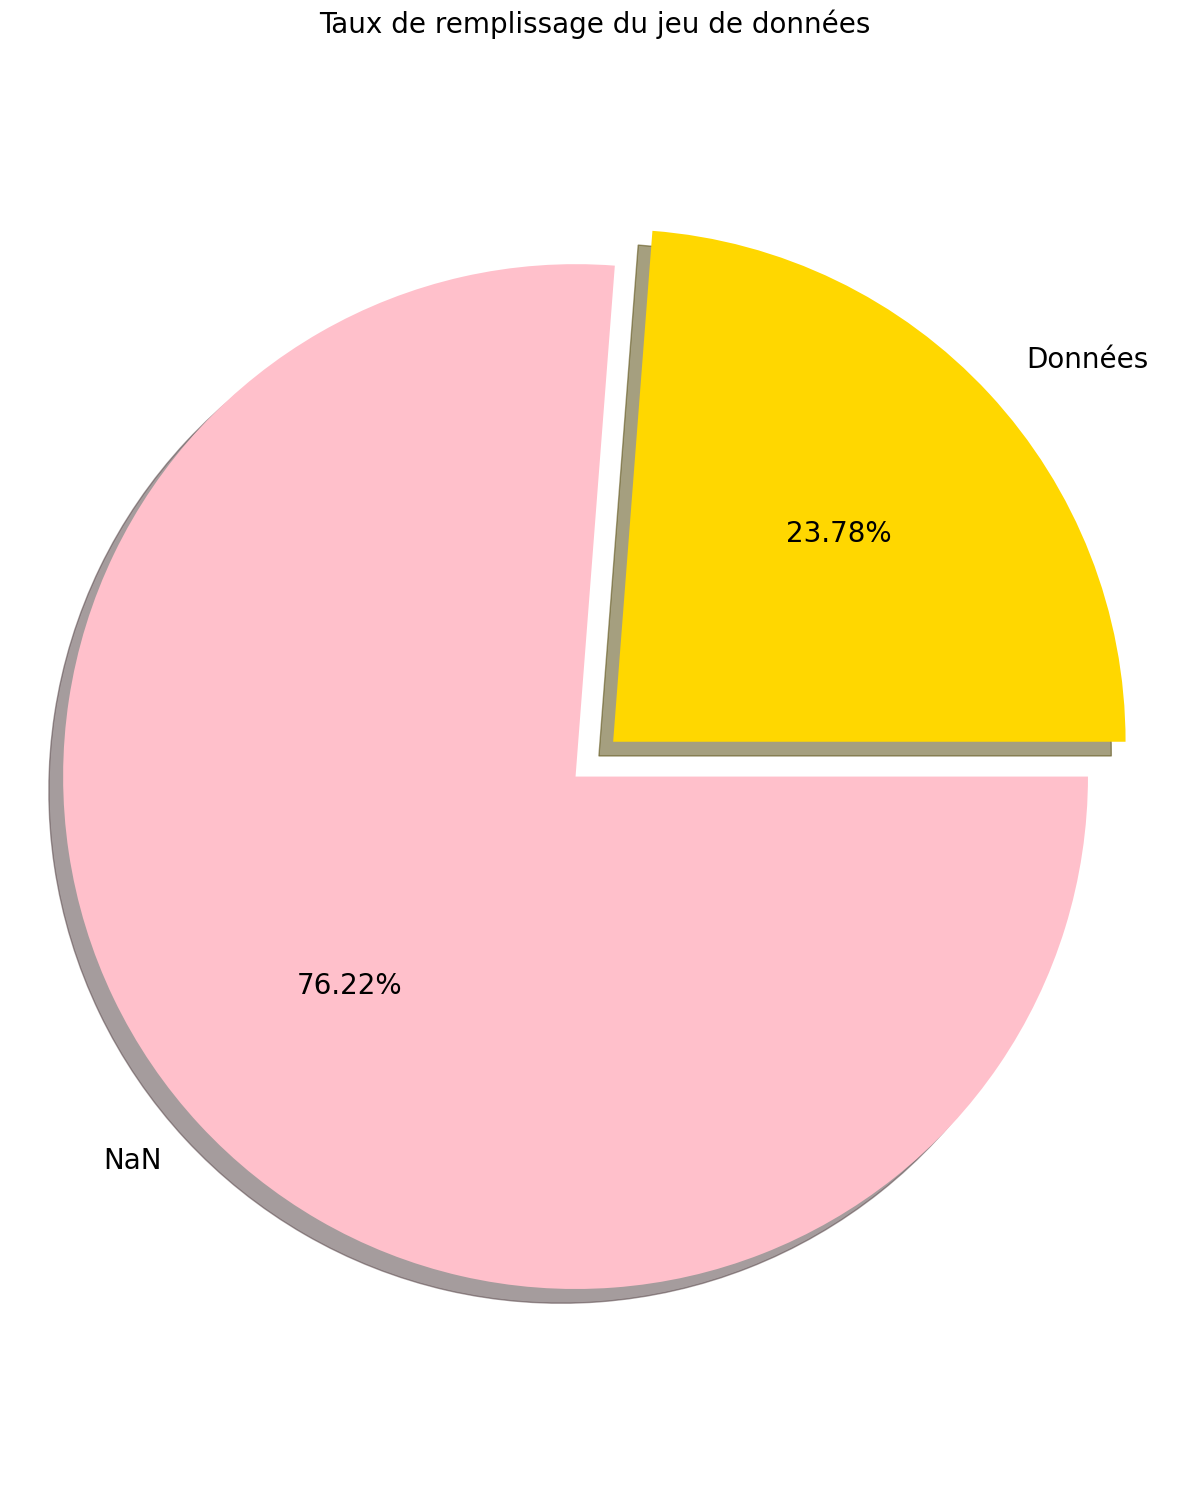 Taux de remplissage du jeu de données
Données
23.78%
76.22%
NaN